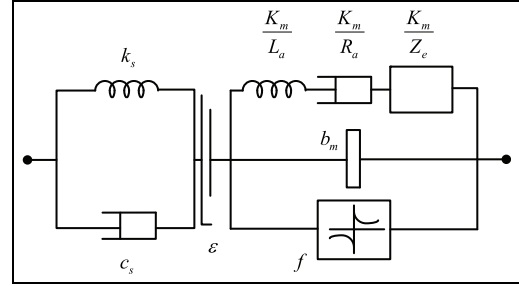 K_m/L_a K_m/R_a K_m/Z_e
k_s
b_m
ε
c_s
f